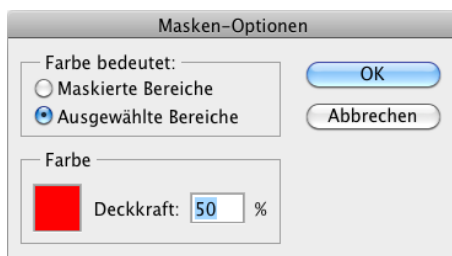 Masken-Optionen
Farbe bedeutet:
Maskierte Bereiche
Ausgewählte Bereiche
OK
Abbrechen
Farbe
Deckkraft: 50 %